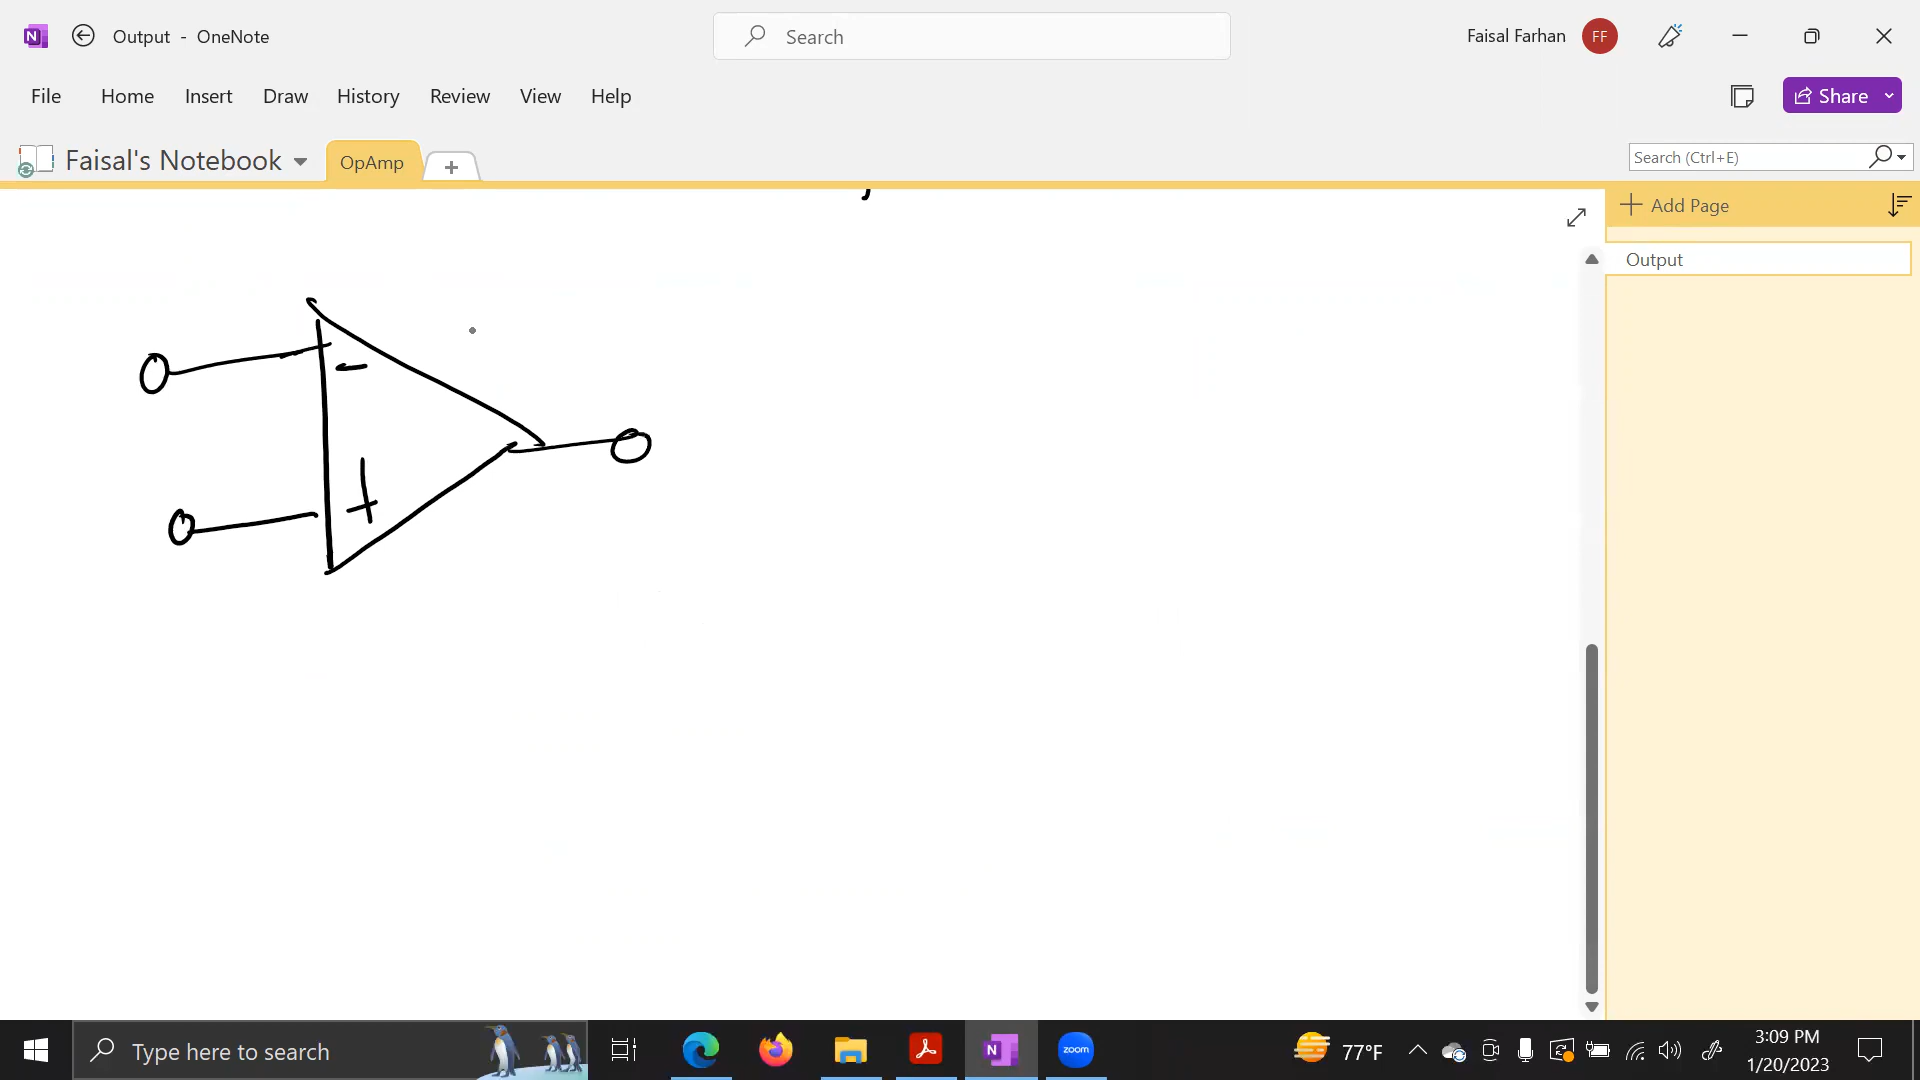 Output - OneNote
Search
Faisal Farhan
FF
File
Home
Insert
Draw
History
Review
View
Help
Share
Faisal's Notebook
OpAmp
+
Search (Ctrl+E)
Add Page
Output
-
+
Type here to search
zoom
77°F
3:09 PM
1/20/2023